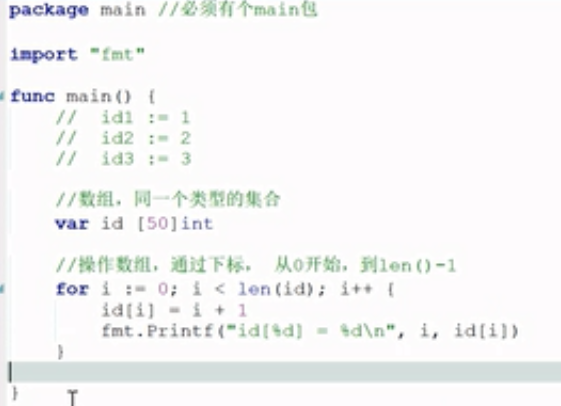 package main //必须有个main包
import "fmt"
func main() {
//  id1 := 1
//  id2 := 2
//  id3 := 3
//数组，同一个类型的集合
var id [50]int
//操作数组，通过下标， 从0开始，到len()-1
for i := 0; i < len(id); i++ {
id[i] = i + 1
fmt.Printf("id[%d] = %d\n", i, id[i])
}
}